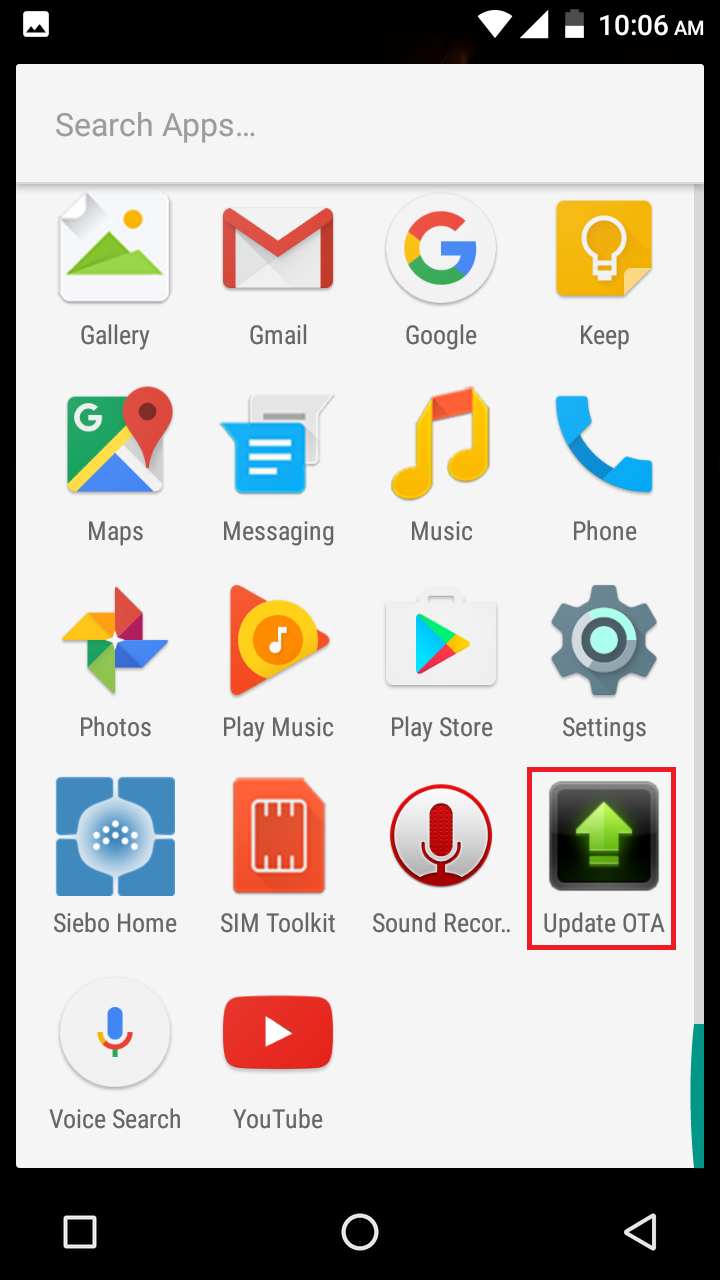 10:06 AM
Search Apps…
Gallery Gmail Google Keep
Maps Messaging Music Phone
Photos Play Music Play Store Settings
Siebo Home SIM Toolkit Sound Recor.. Update OTA
Voice Search YouTube